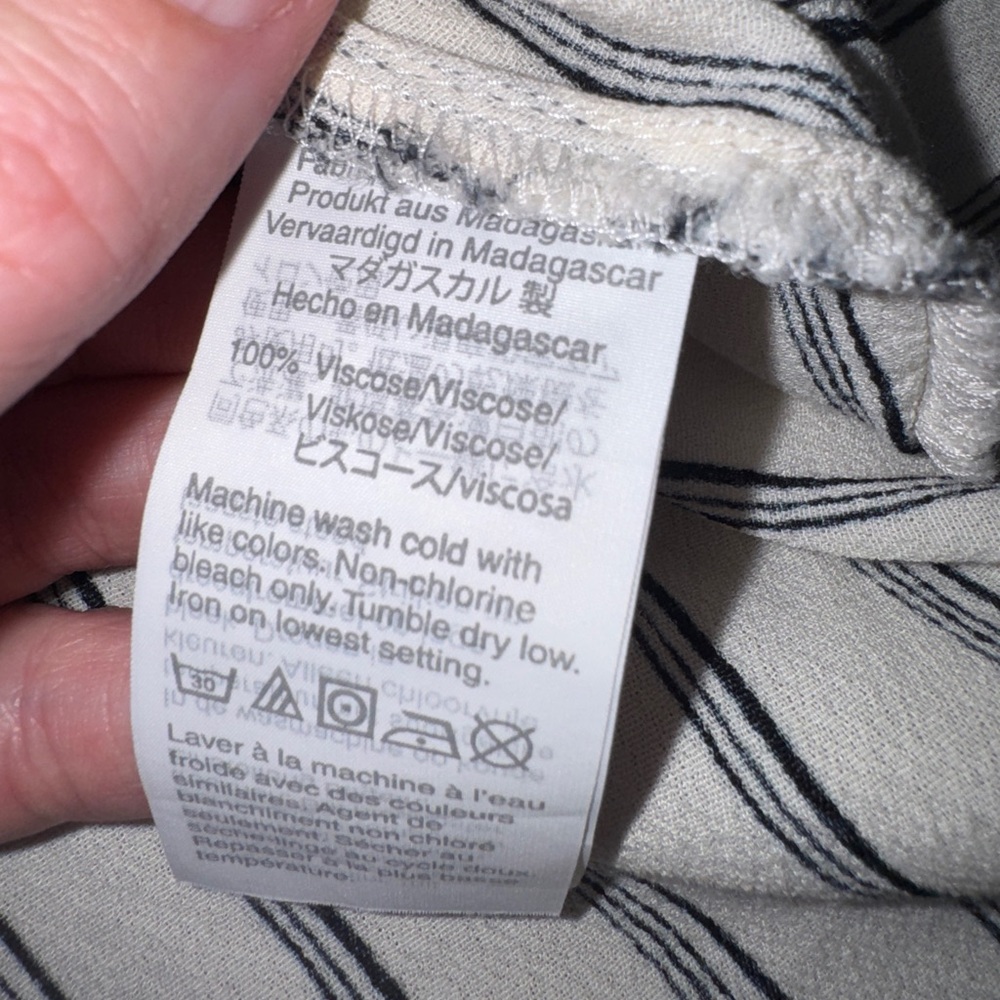 Produkt aus Madagaskar
Vervaardigd in Madagascar
マダガスカル 製
Hecho en Madagascar
100% Viscose/Viscose/
Viskose/Viscose/
ビスコース/viscosa
Machine wash cold with
like colors. Non-chlorine
bleach only. Tumble dry low.
Iron on lowest setting.
30
Laver à la machine à l'eau
froide avec des couleurs
similaires. Agent de
blanchiment non chloré
seulement. Sécher au
sèche-linge au cycle doux.
Repasser à la plus basse
température.